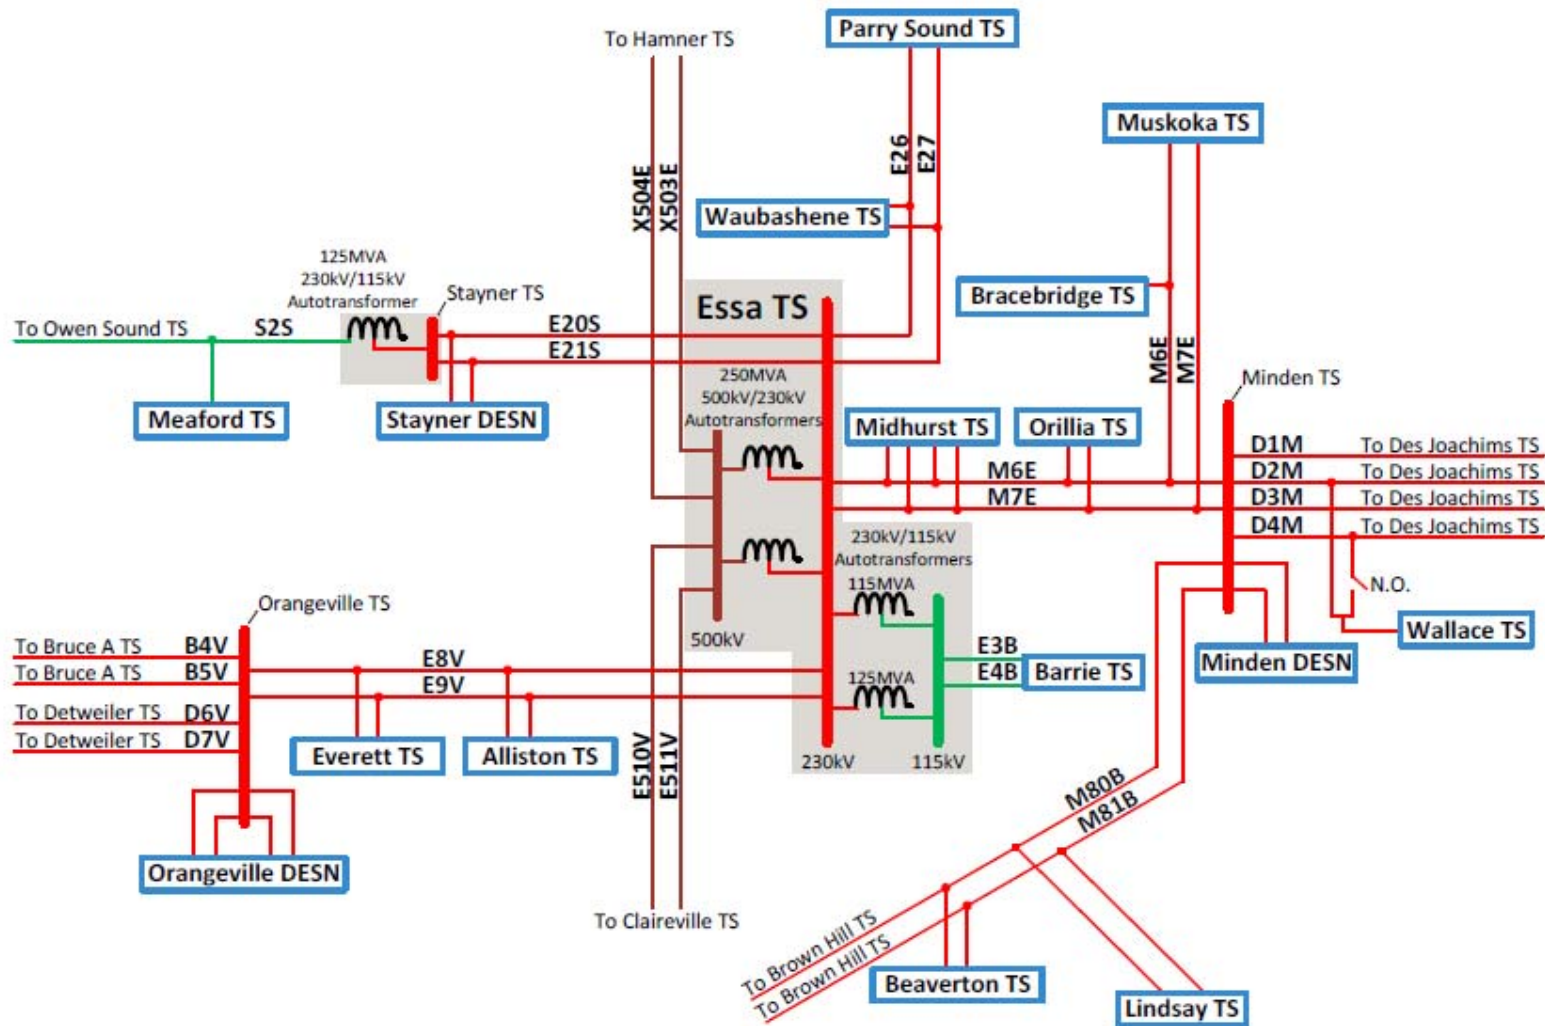 Parry Sound TS
To Hamner TS
Muskoka TS
E26
E27
X504E
X503E
Waubashene TS
125MVA
230kV/115kV
Autotransformer
Stayner TS
Bracebridge TS
Essa TS
To Owen Sound TS
S2S
E20S
E21S
M6E
M7E
250MVA
500kV/230kV
Autotransformers
Minden TS
Meaford TS
Stayner DESN
Midhurst TS
Orillia TS
D1M
To Des Joachims TS
D2M
To Des Joachims TS
D3M
To Des Joachims TS
D4M
To Des Joachims TS
M6E
M7E
230kV/115kV
Autotransformers
115MVA
N.O.
Orangeville TS
Wallace TS
500kV
To Bruce A TS
B4V
To Bruce A TS
B5V
E8V
E9V
E3B
E4B
Barrie TS
Minden DESN
125MVA
To Detweiler TS
D6V
To Detweiler TS
D7V
Everett TS
Alliston TS
E510V
E511V
230kV
115kV
M80B
M81B
Orangeville DESN
To Claireville TS
To Brown Hill TS
To Brown Hill TS
Beaverton TS
Lindsay TS